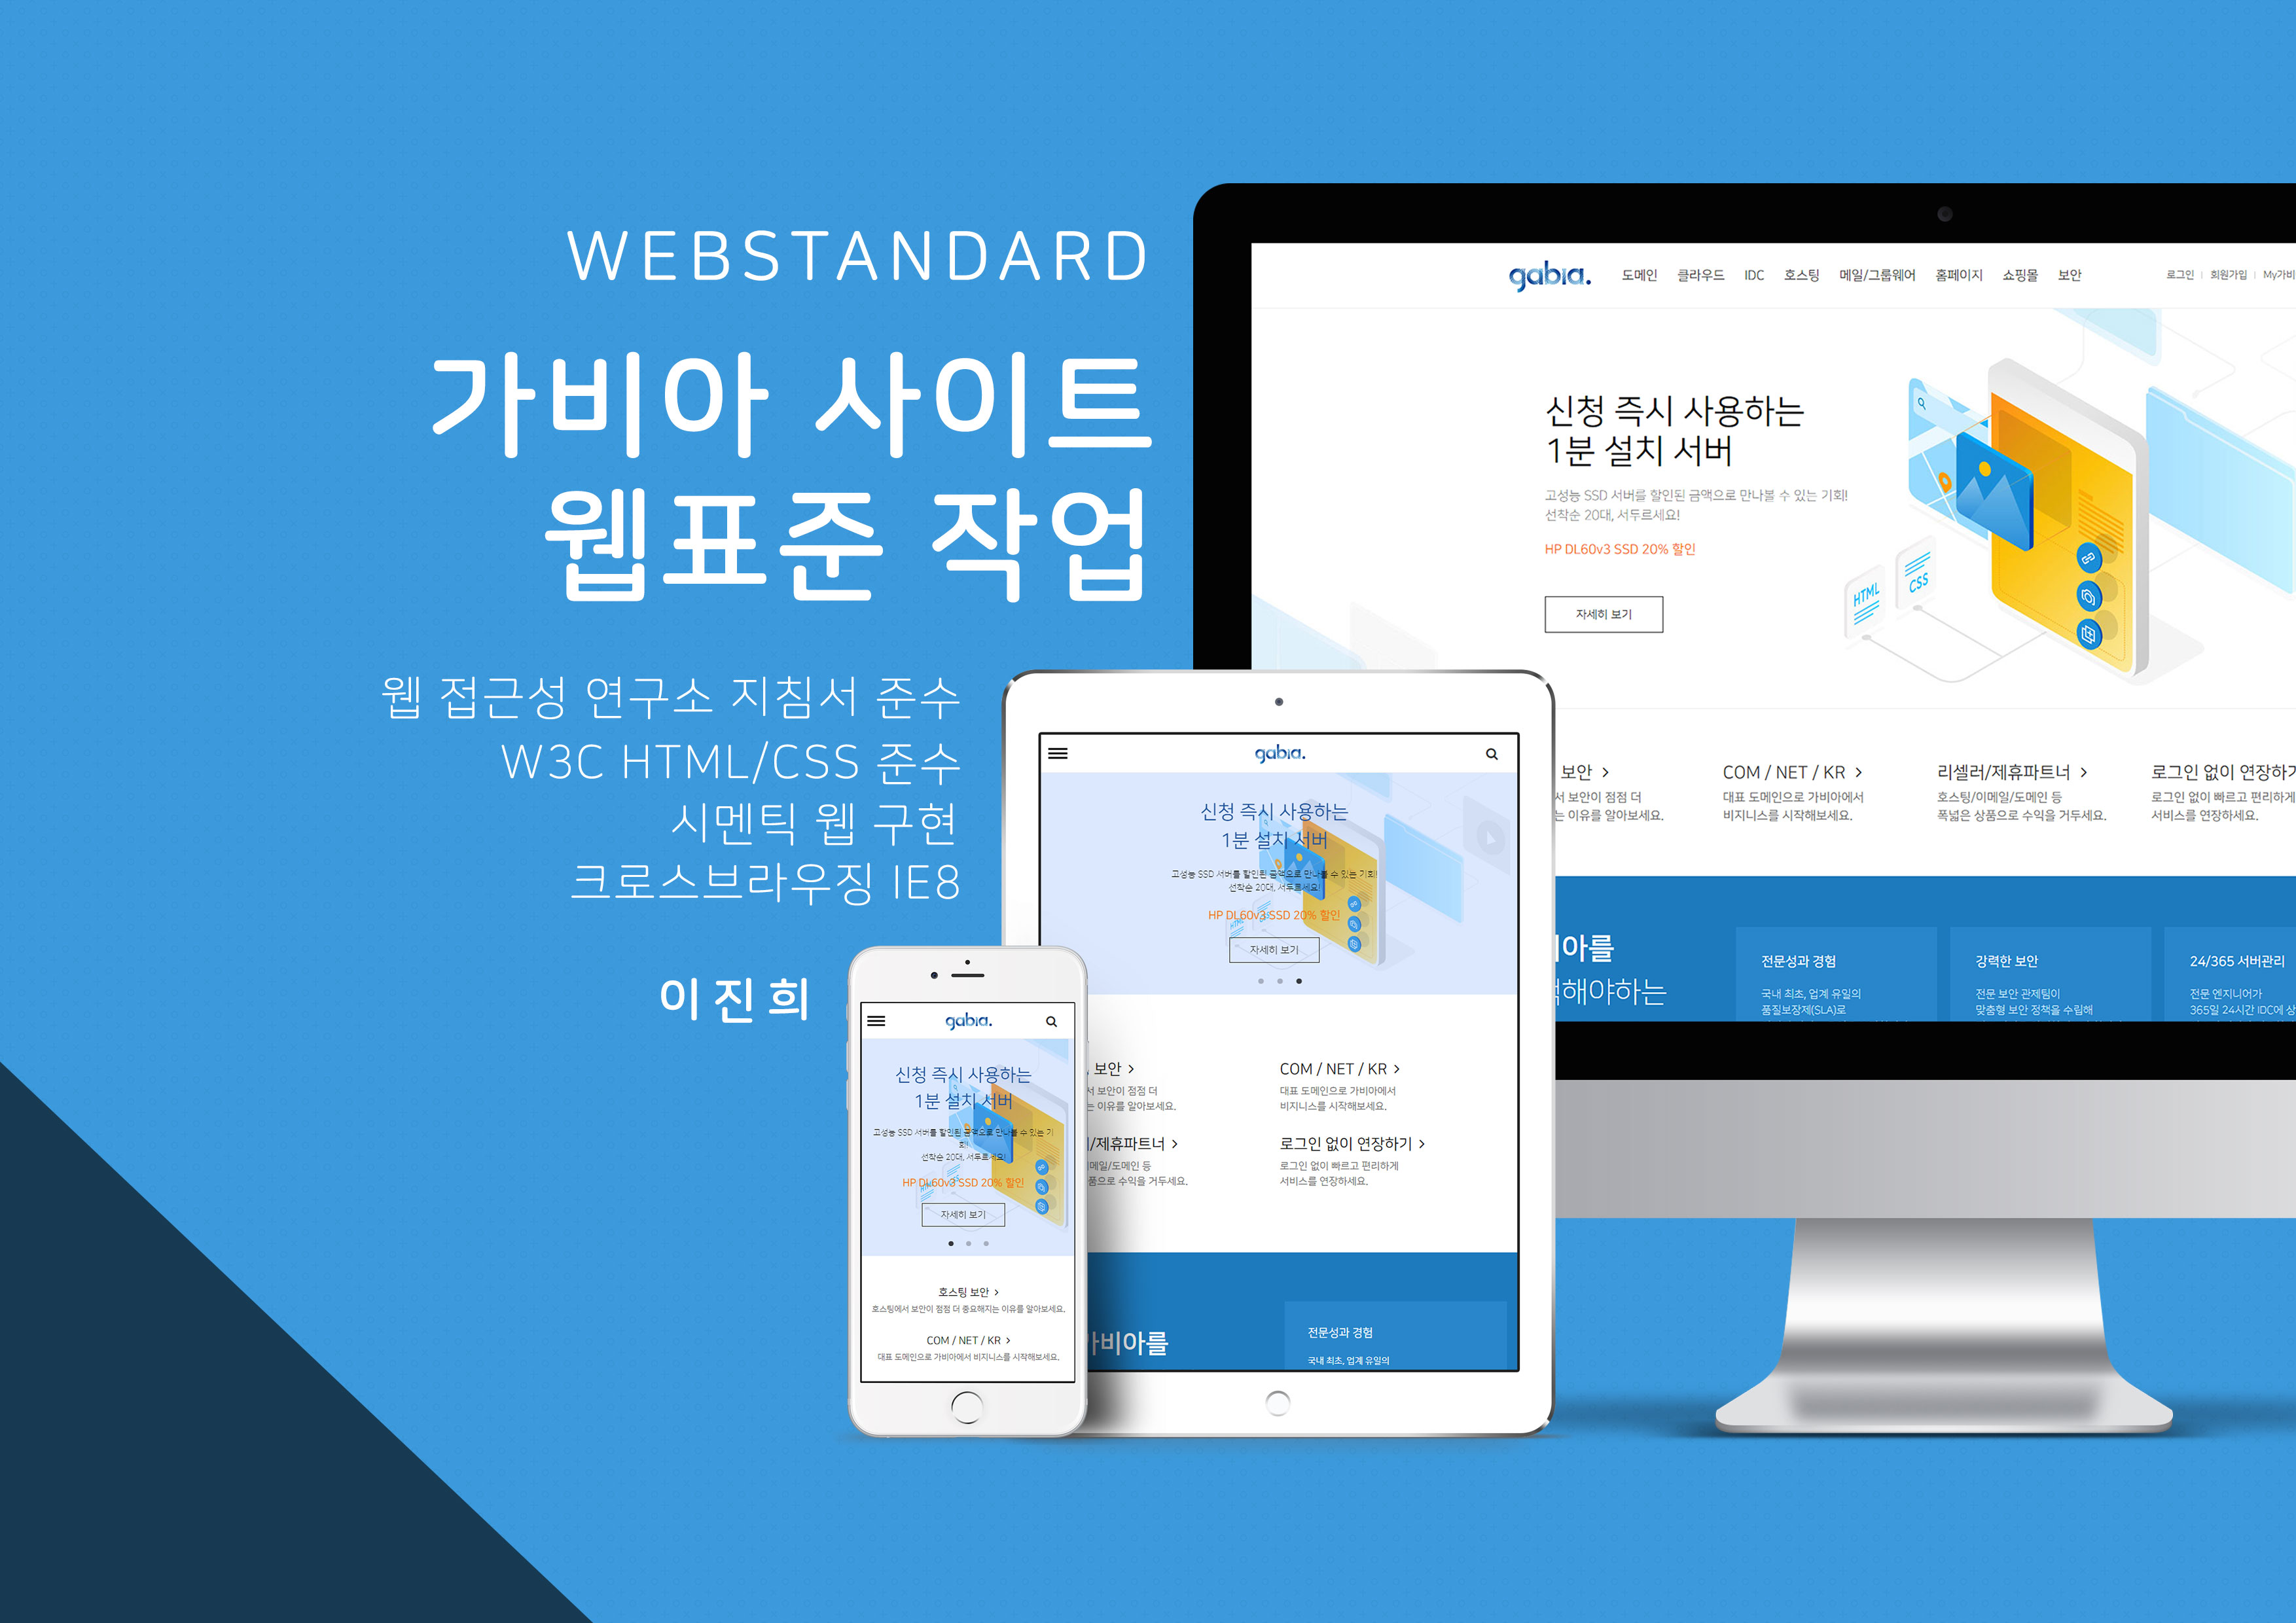 WEBSTANDARD
가비아 사이트
웹표준 작업
웹 접근성 연구소 지침서 준수
W3C HTML/CSS 준수
시멘틱 웹 구현
크로스브라우징 IE8
이진희
gabia. 도메인 클라우드 IDC 호스팅 메일/그룹웨어 홈페이지 쇼핑몰 보안 로그인 | 회원가입 | My가비
신청 즉시 사용하는
1분 설치 서버
고성능 SSD 서버를 할인된 금액으로 만나볼 수 있는 기회!
선착순 20대, 서두르세요!
HP DL60v3 SSD 20% 할인
자세히 보기
HTML
CSS
보안 >
서 보안이 점점 더
는 이유를 알아보세요.
COM / NET / KR >
대표 도메인으로 가비아에서
비지니스를 시작해보세요.
리셀러/제휴파트너 >
호스팅/이메일/도메인 등
폭넓은 상품으로 수익을 거두세요.
로그인 없이 연장하기
로그인 없이 빠르고 편리하게
서비스를 연장하세요.
아를
해야하는
전문성과 경험
국내 최초, 업계 유일의
품질보장제(SLA)로
강력한 보안
전문 보안 관제팀이
맞춤형 보안 정책을 수립해
24/365 서버관리
전문 엔지니어가
365일 24시간 IDC에 상
gabia.
신청 즉시 사용하는
1분 설치 서버
고성능 SSD 서버를 할인된 금액으로 만나볼 수 있는 기회!
선착순 20대, 서두르세요!
HP DL60v3 SSD 20% 할인
자세히 보기
보안 >
서 보안이 점점 더
는 이유를 알아보세요.
COM / NET / KR >
대표 도메인으로 가비아에서
비지니스를 시작해보세요.
/제휴파트너 >
메일/도메인 등
품으로 수익을 거두세요.
로그인 없이 연장하기 >
로그인 없이 빠르고 편리하게
서비스를 연장하세요.
비아를
전문성과 경험
국내 최초, 업계 유일의
gabia.
신청 즉시 사용하는
1분 설치 서버
고성능 SSD 서버를 할인된 금액으로 만나볼 수 있는 기
회!
선착순 20대, 서두르세요!
HP DL60v3 SSD 20% 할인
자세히 보기
호스팅 보안 >
호스팅에서 보안이 점점 더 중요해지는 이유를 알아보세요.
COM / NET / KR >
대표 도메인으로 가비아에서 비지니스를 시작해보세요.